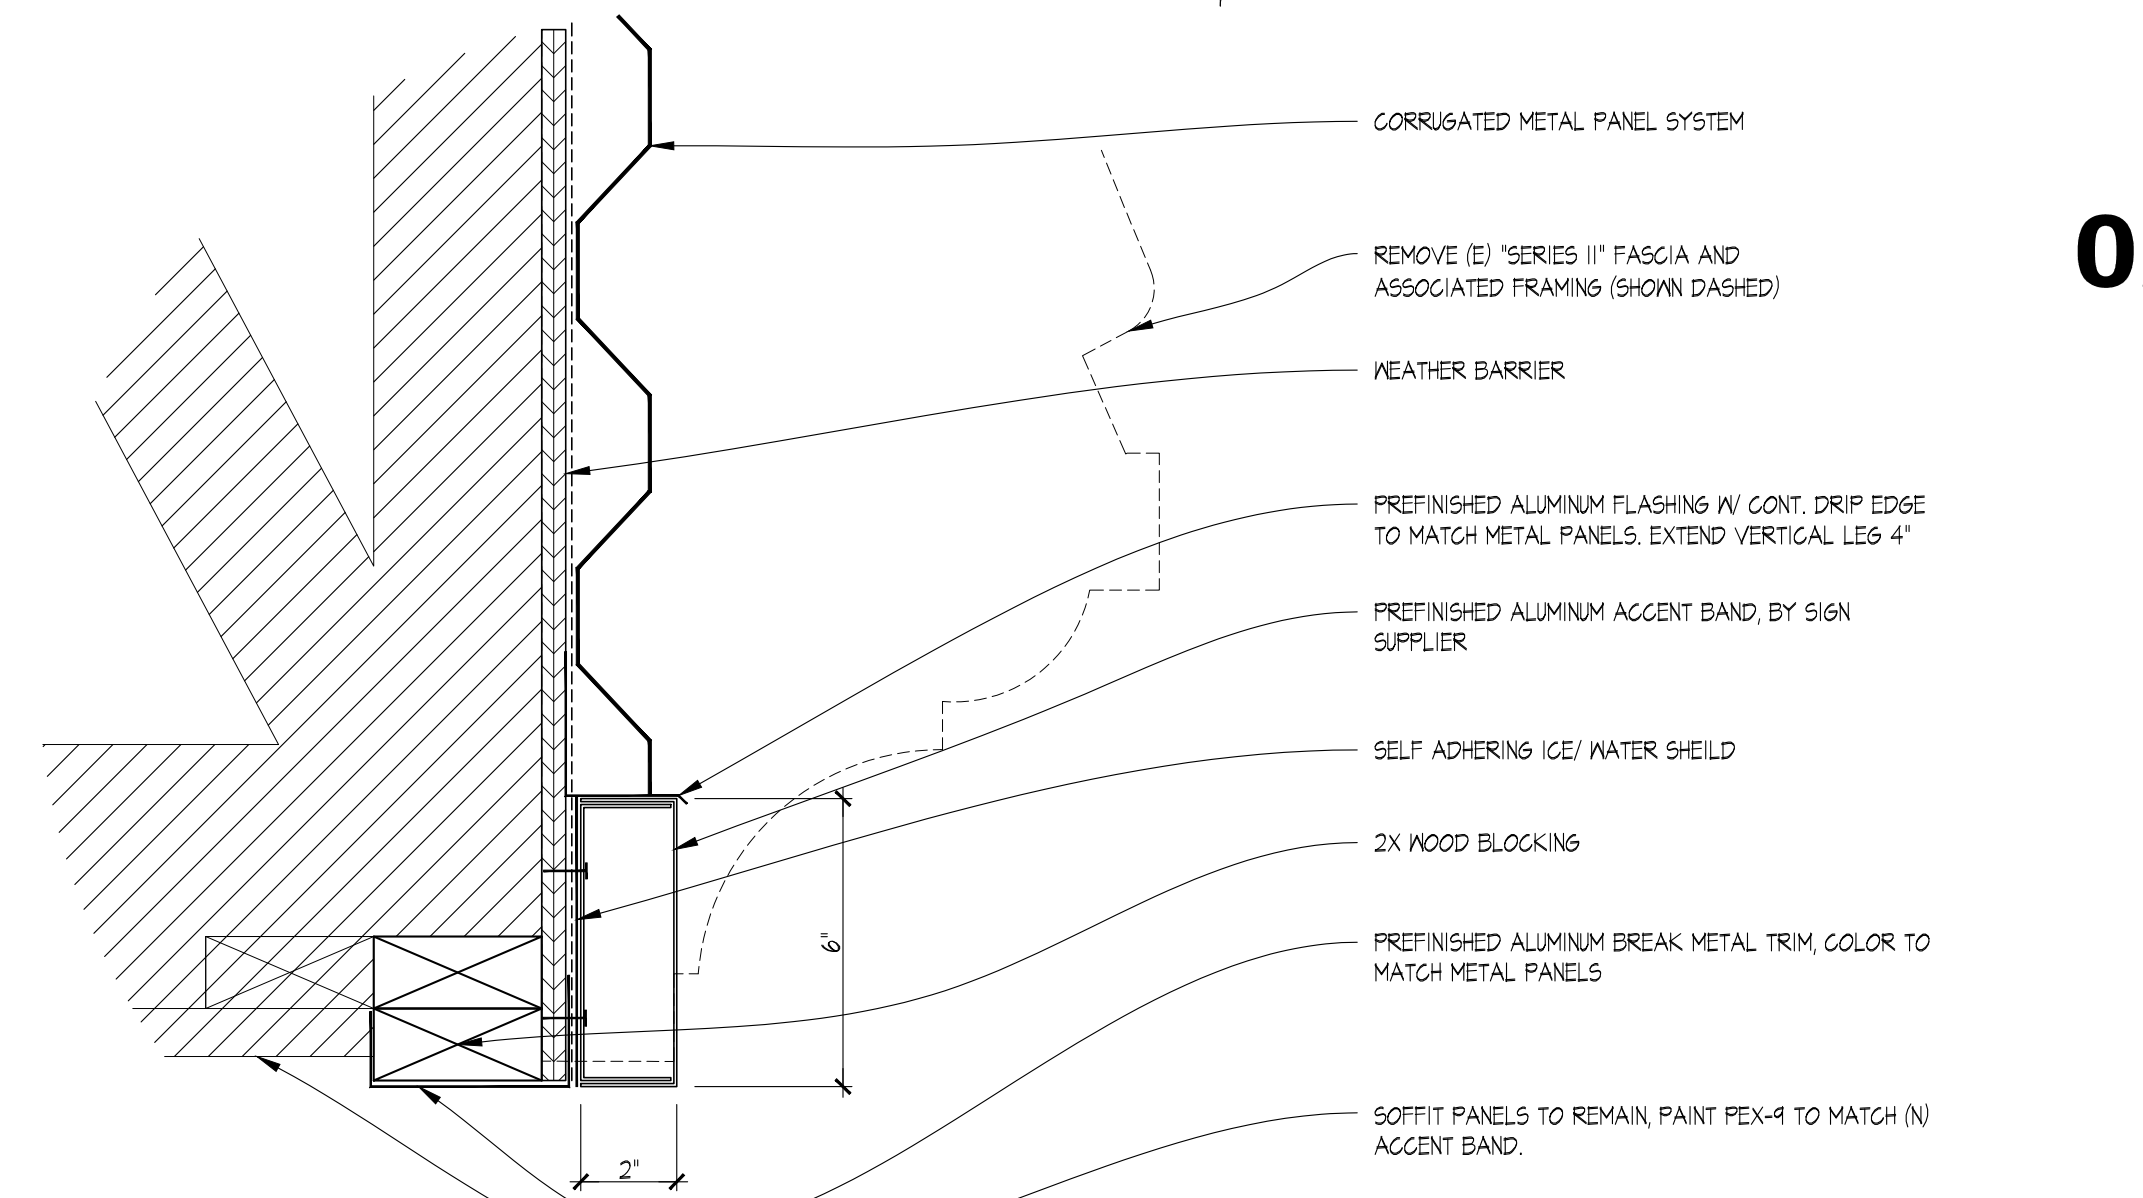 CORRUGATED METAL PANEL SYSTEM
0
REMOVE (E) "SERIES II" FASCIA AND
ASSOCIATED FRAMING (SHOWN DASHED)
WEATHER BARRIER
PREFINISHED ALUMINUM FLASHING W/ CONT. DRIP EDGE
TO MATCH METAL PANELS. EXTEND VERTICAL LEG 4"
PREFINISHED ALUMINUM ACCENT BAND, BY SIGN
SUPPLIER
SELF ADHERING ICE/ WATER SHEILD
2X WOOD BLOCKING
6"
PREFINISHED ALUMINUM BREAK METAL TRIM, COLOR TO
MATCH METAL PANELS
SOFFIT PANELS TO REMAIN, PAINT PEX-9 TO MATCH (N)
ACCENT BAND.
2"